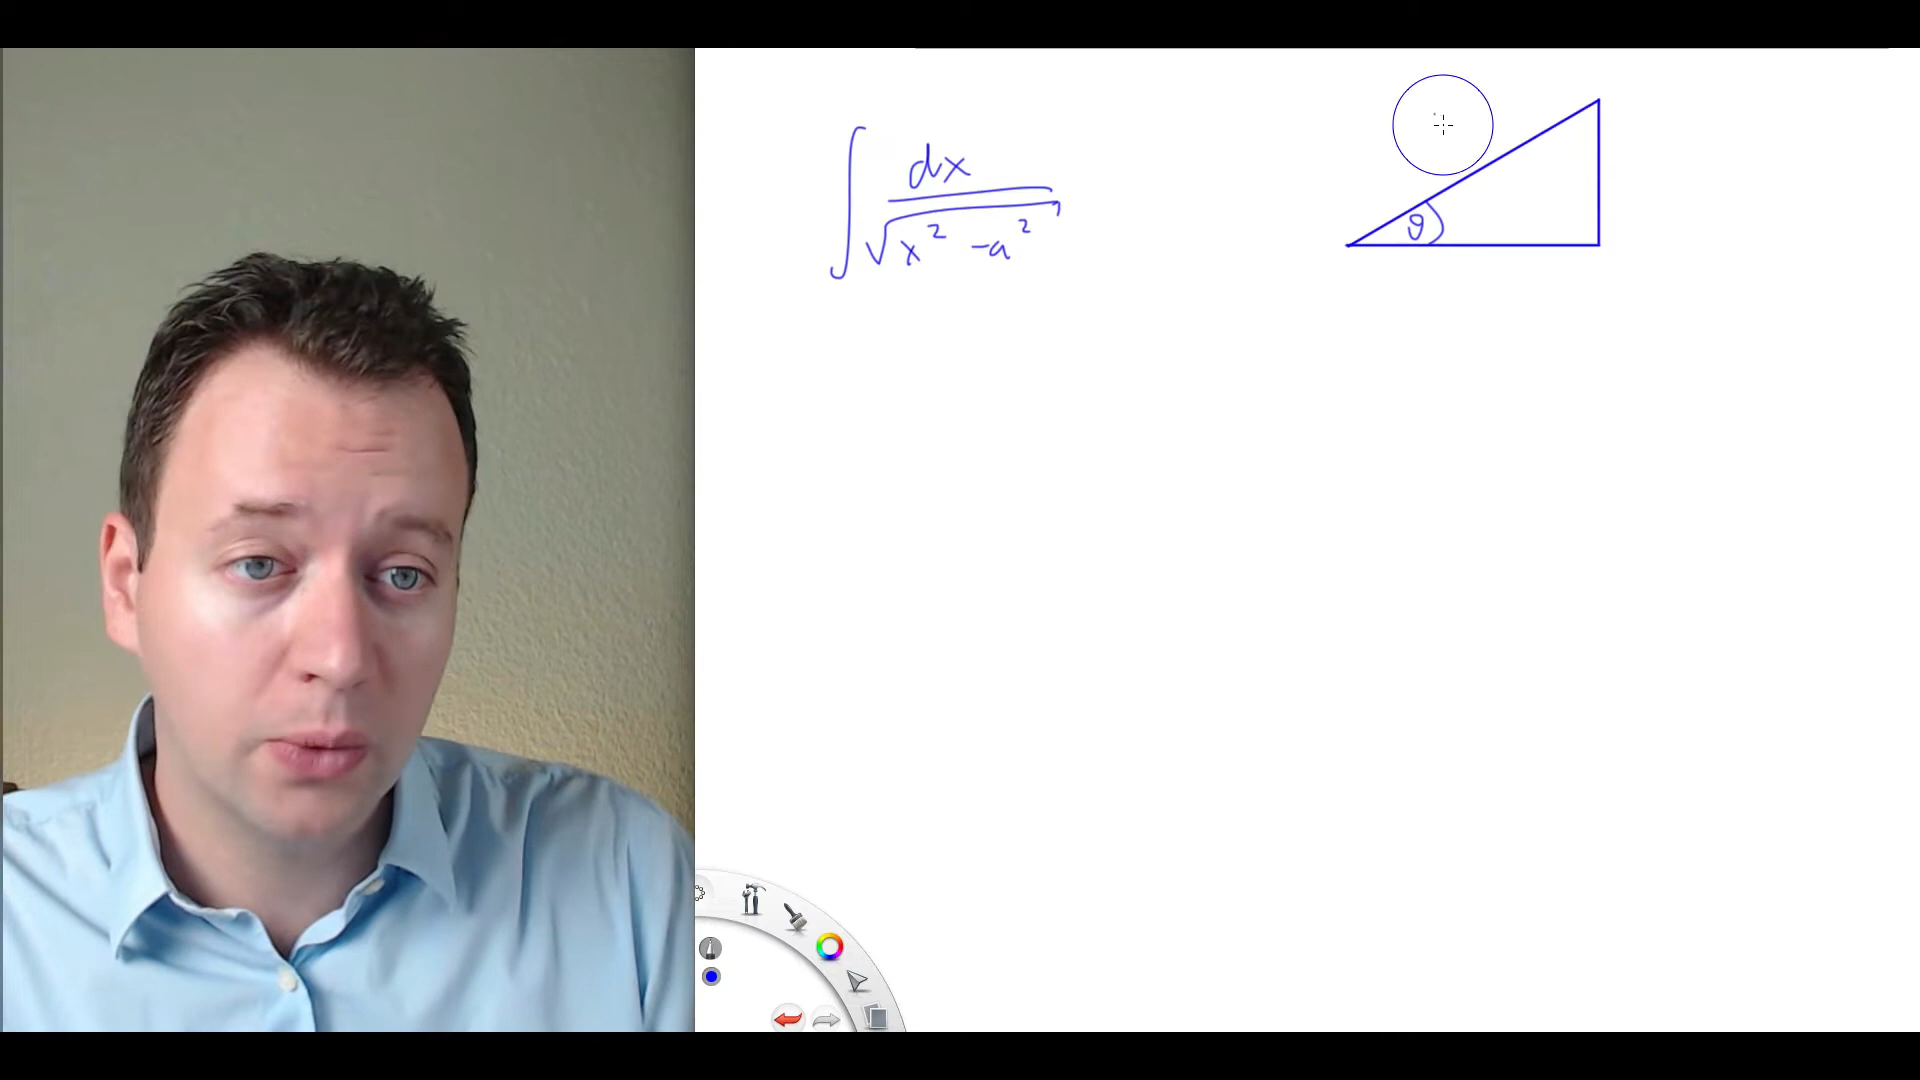 ∫ dx / √(x² - a²)
θ